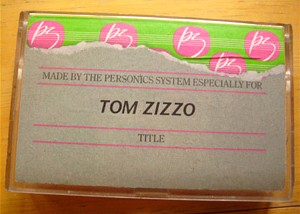 MADE BY THE PERSONICS SYSTEM ESPECIALLY FOR
TOM ZIZZO
TITLE